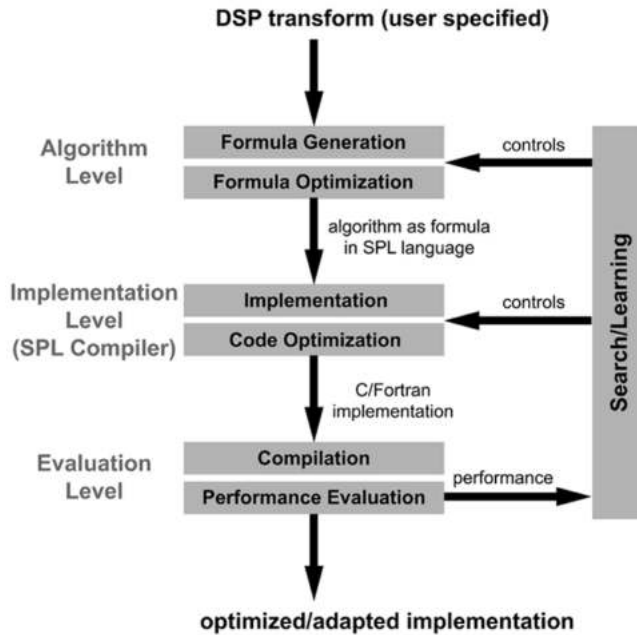 DSP transform (user specified)
Algorithm
Level
Formula Generation
Formula Optimization
controls
algorithm as formula
in SPL language
Implementation
Level
(SPL Compiler)
Implementation
Code Optimization
controls
Search/Learning
C/Fortran
implementation
Evaluation
Level
Compilation
Performance Evaluation
performance
optimized/adapted implementation